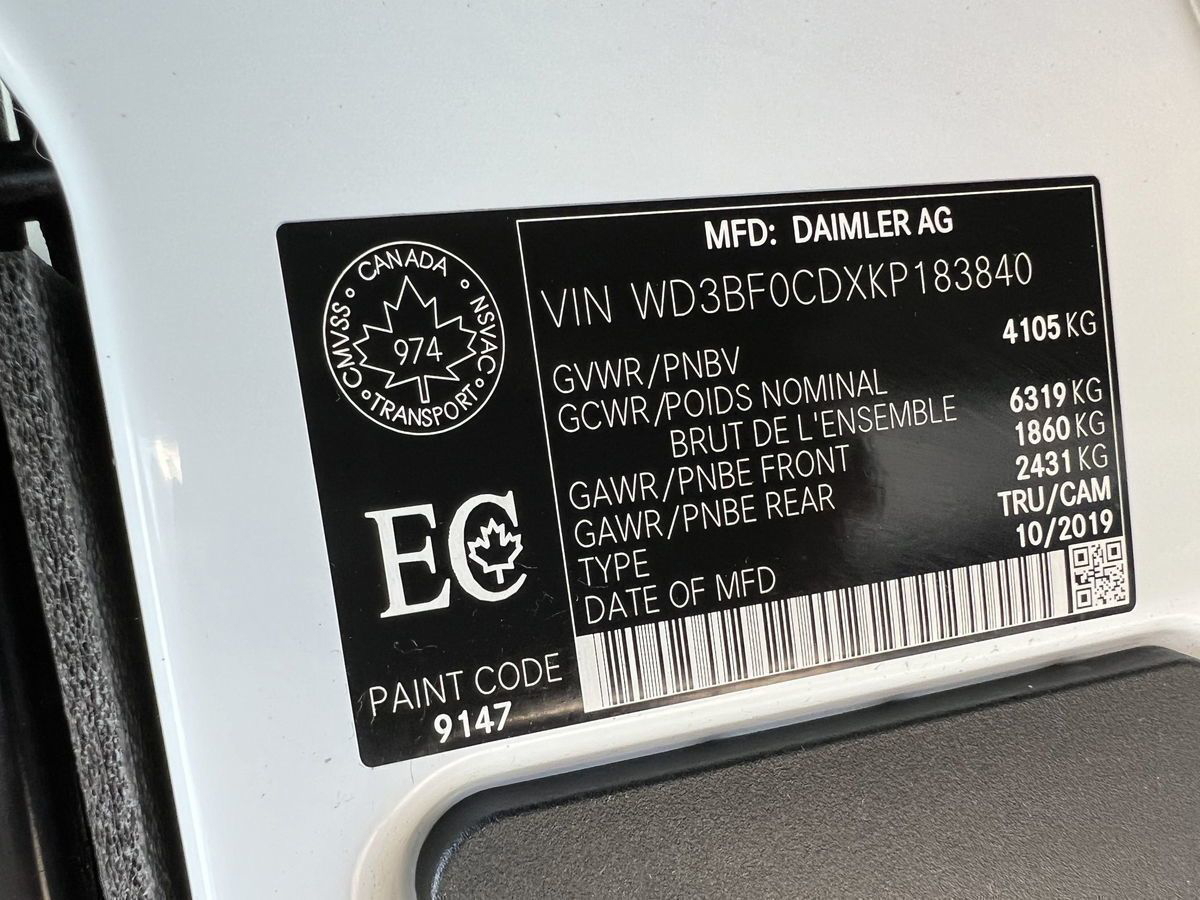 CANADA
CMVSS
NSVAC
974
TRANSPORT
EC
PAINT CODE
9147
MFD: DAIMLER AG
VIN WD3BF0CDXKP183840
GVWR/PNBV 4105 KG
GCWR/POIDS NOMINAL
BRUT DE L'ENSEMBLE 6319 KG
GAWR/PNBE FRONT 1860 KG
GAWR/PNBE REAR 2431 KG
TYPE TRU/CAM
DATE OF MFD 10/2019